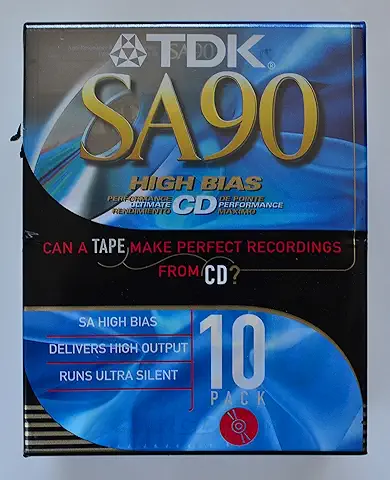 TDK®
SA90
HIGH BIAS
PERFORMANCE DE POINTE
ULTIMATE CD PERFORMANCE
RENDIMIENTO MÁXIMO
CAN A TAPE MAKE PERFECT RECORDINGS
FROM CD?
SA HIGH BIAS
DELIVERS HIGH OUTPUT
RUNS ULTRA SILENT
10
PACK